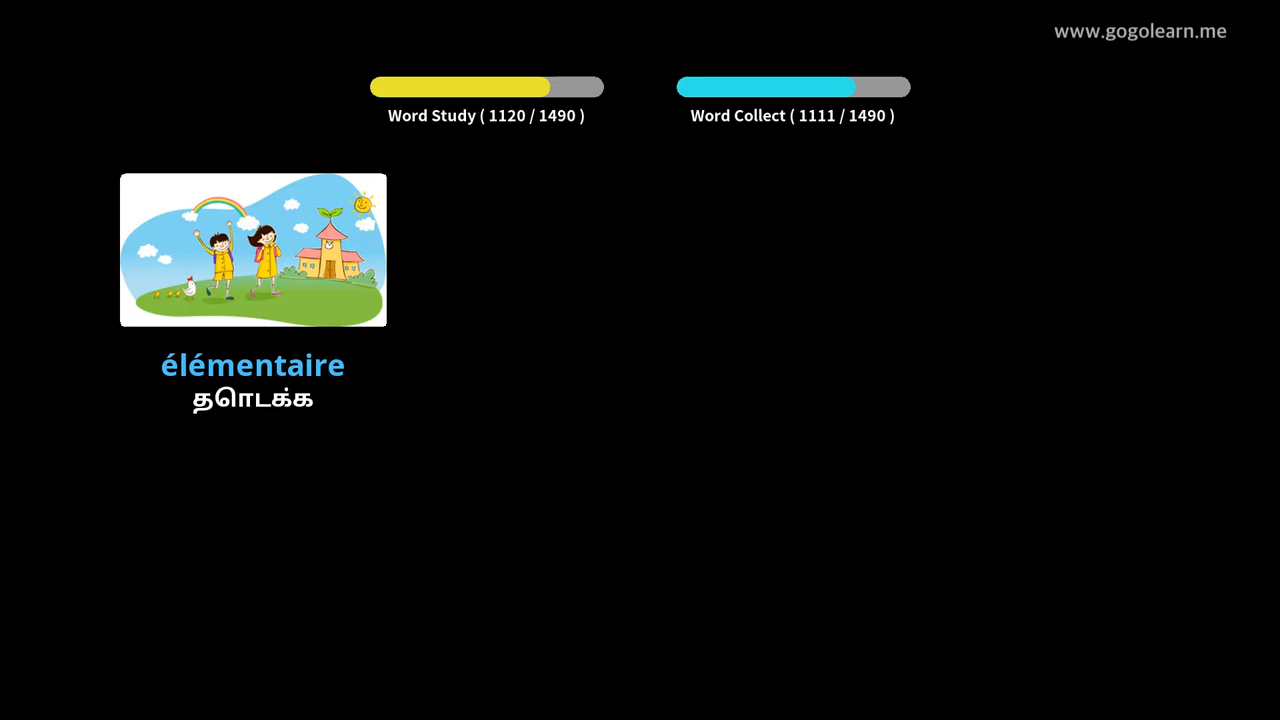 www.gogolearn.me
Word Study ( 1120 / 1490 )
Word Collect ( 1111 / 1490 )
élémentaire
தொடக்க